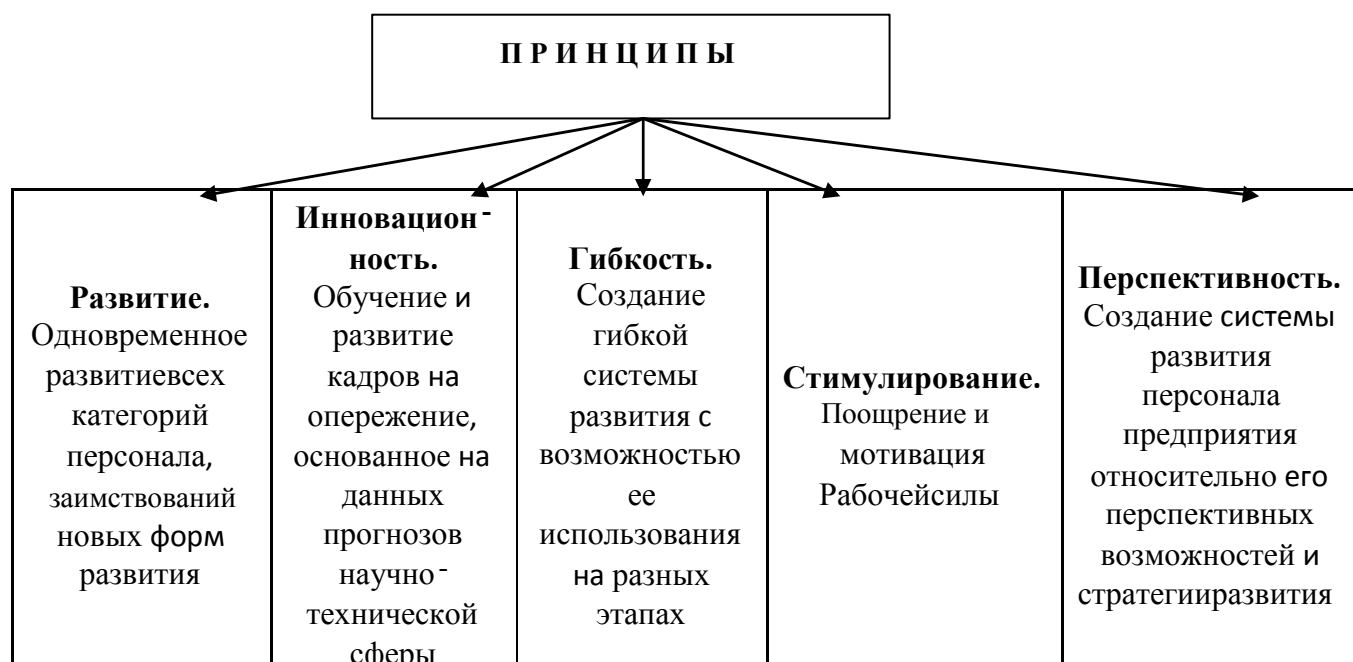 П Р И Н Ц И П Ы
Развитие.
Одновременное
развитиевсех
категорий
персонала,
заимствований
новых форм
развития
Инновацион-
ность.
Обучение и
развитие
кадров на
опережение,
основанное на
данных
прогнозов
научно-
технической
сферы
Гибкость.
Создание
гибкой
системы
развития с
возможностью
ее
использования
на разных
этапах
Стимулирование.
Поощрение и
мотивация
Рабочейсилы
Перспективность.
Создание системы
развития
персонала
предприятия
относительно его
перспективных
возможностей и
стратегииразвития